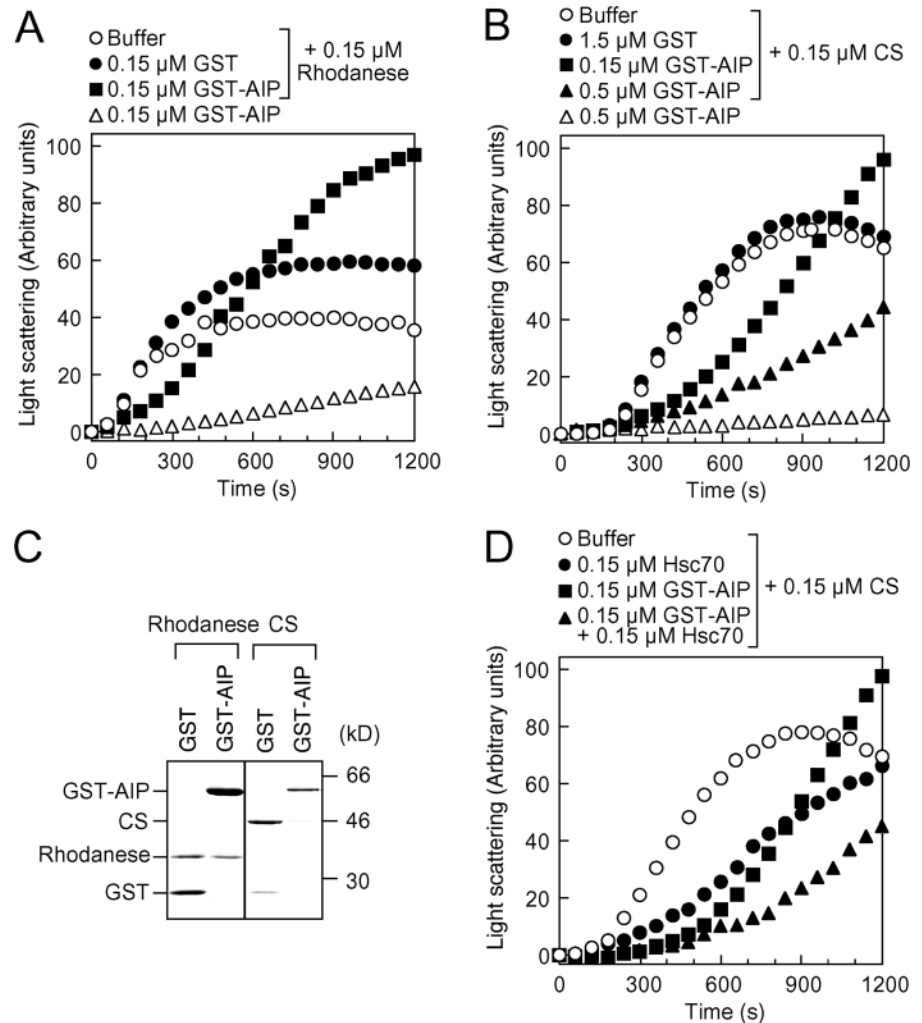 A
Buffer
0.15 µM GST
0.15 µM GST-AIP
+ 0.15 µM
Rhodanese
0.15 µM GST-AIP
Light scattering (Arbitrary units)
100
80
60
40
20
0
0 300 600 900 1200
Time (s)
B
Buffer
1.5 µM GST
0.15 µM GST-AIP
0.5 µM GST-AIP
+ 0.15 µM CS
0.5 µM GST-AIP
Light scattering (Arbitrary units)
100
80
60
40
20
0
0 300 600 900 1200
Time (s)
C
Rhodanese CS
GST
GST-AIP
GST
GST-AIP
(kD)
GST-AIP
CS
Rhodanese
GST
66
46
30
D
Buffer
0.15 µM Hsc70
0.15 µM GST-AIP
0.15 µM GST-AIP
+ 0.15 µM Hsc70
+ 0.15 µM CS
Light scattering (Arbitrary units)
100
80
60
40
20
0
0 300 600 900 1200
Time (s)